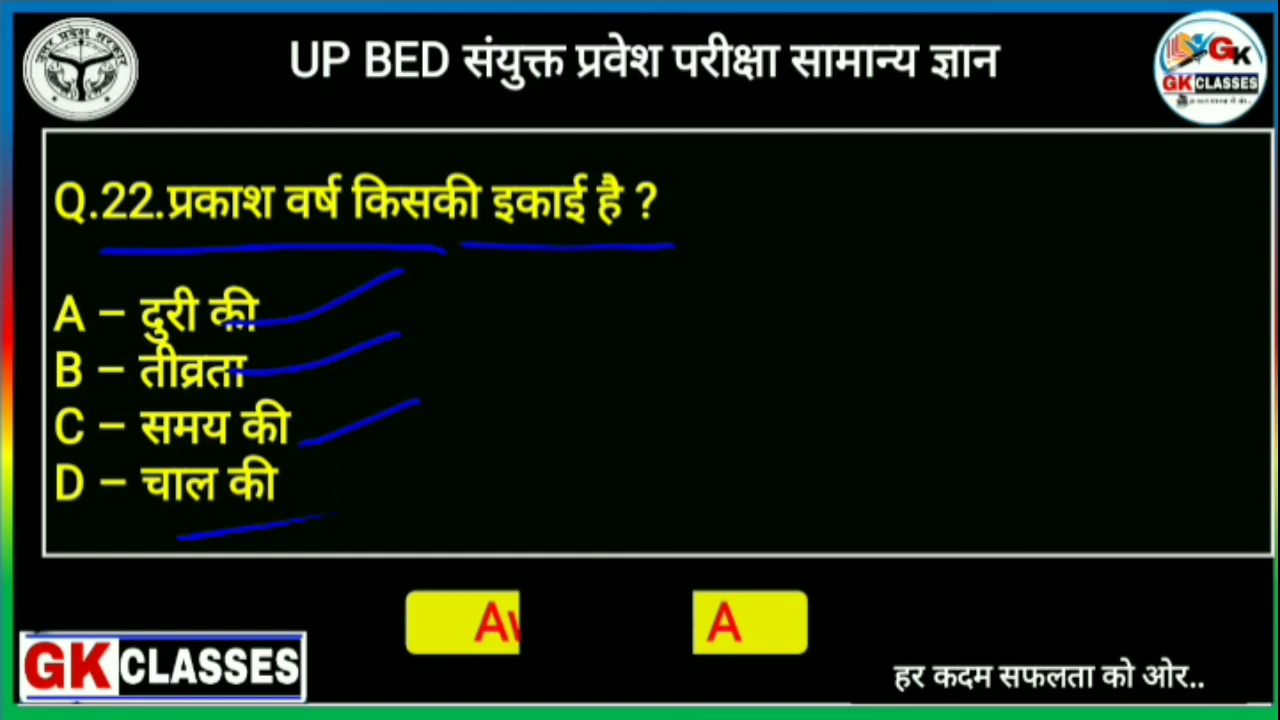 UP BED संयुक्त प्रवेश परीक्षा सामान्य ज्ञान
GK
GK CLASSES
Q.22.प्रकाश वर्ष किसकी इकाई है ?
A – दुरी की
B – तीव्रता
C – समय की
D – चाल की
A
GK CLASSES
हर कदम सफलता को ओर..